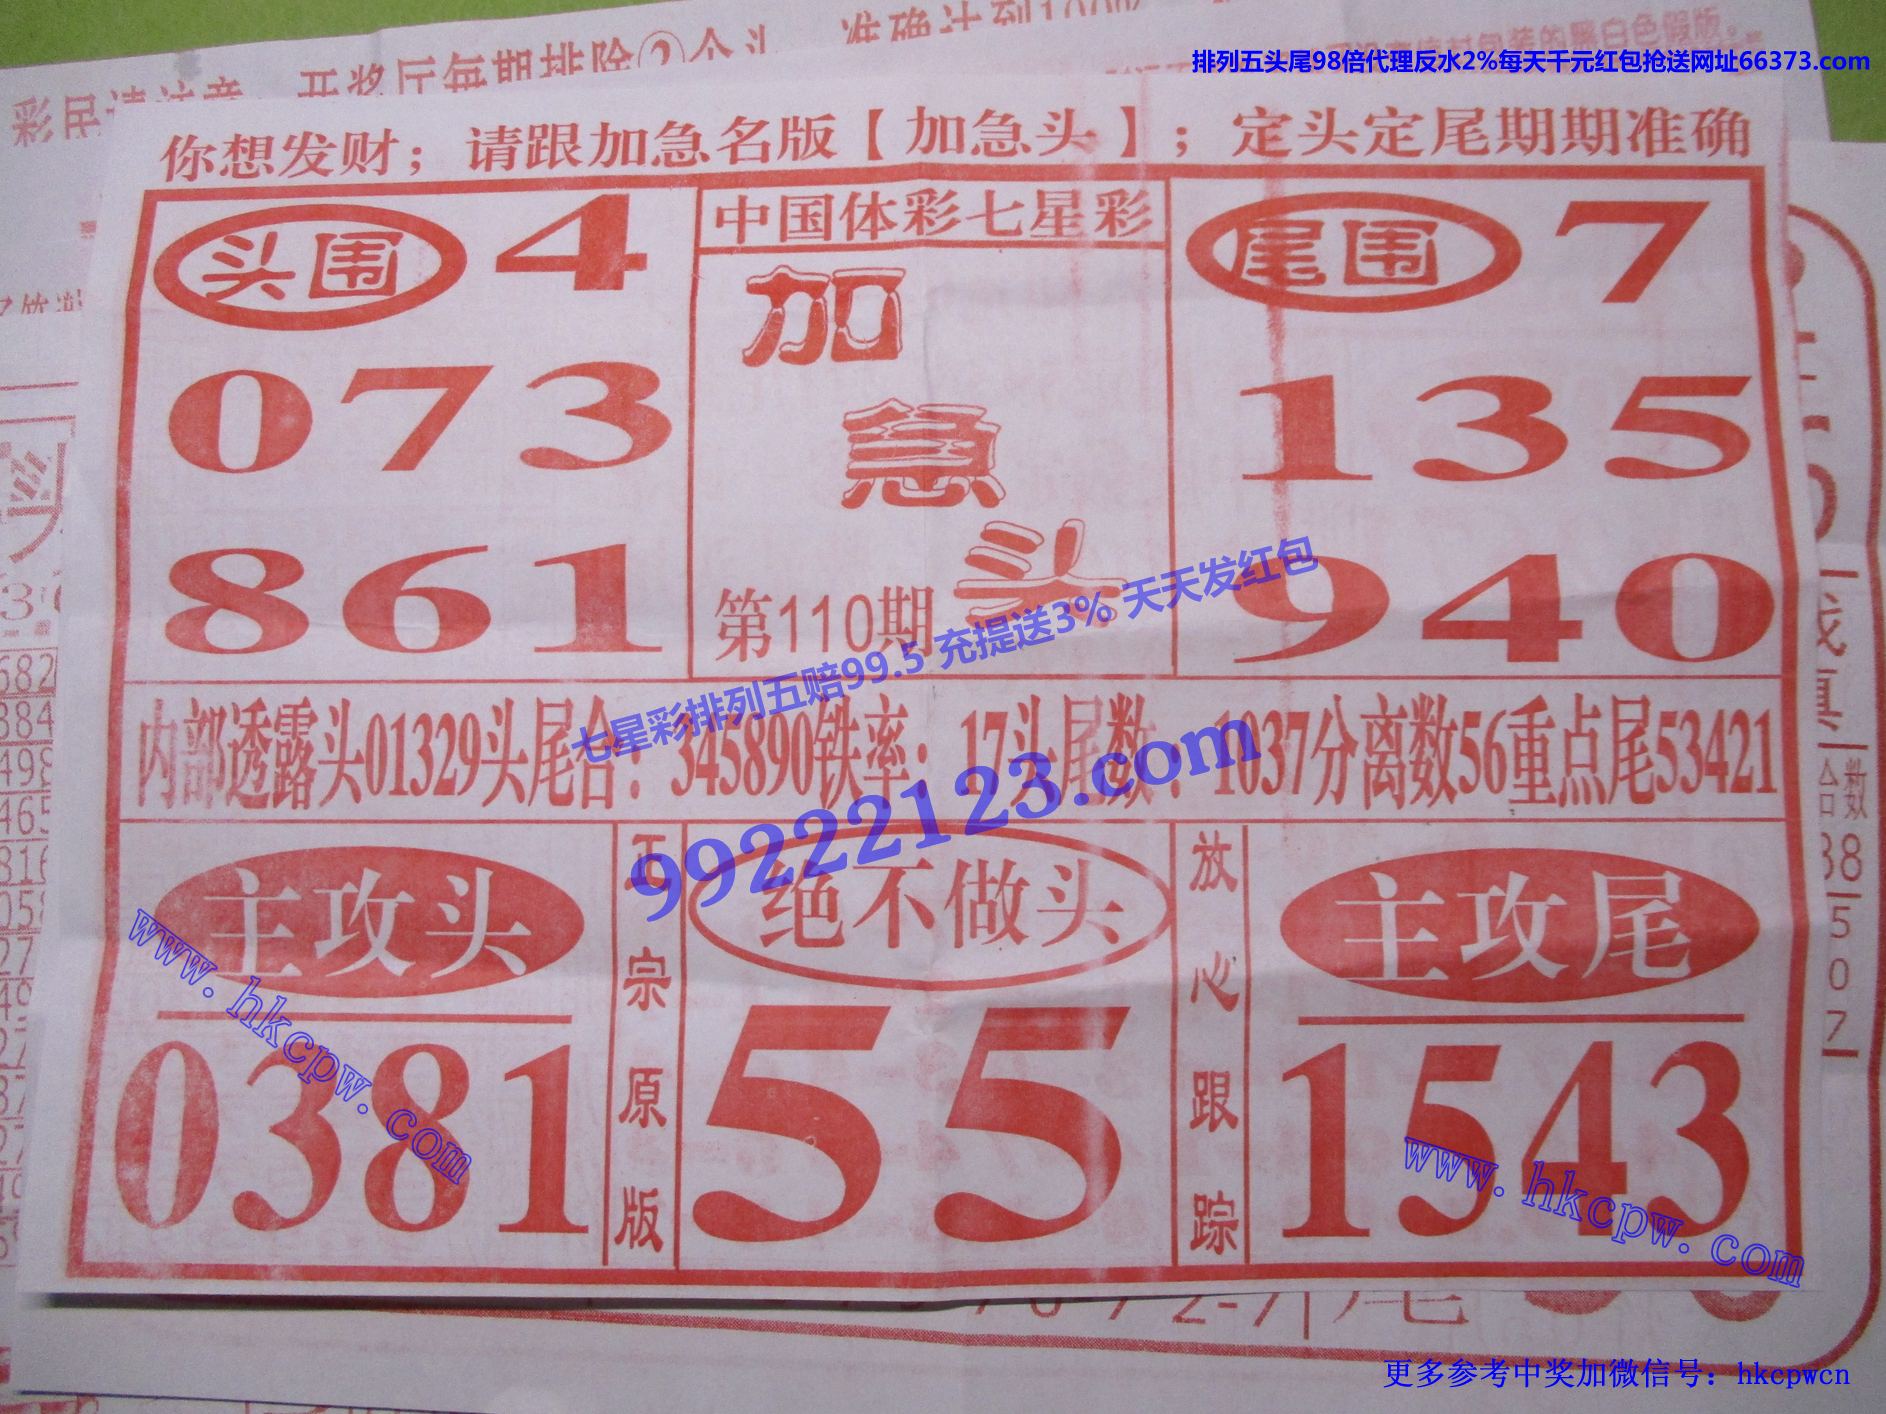 排列五头尾98倍代理反水2%每天千元红包抢送网址66373.com
你想发财；请跟加急名版【加急头】；定头定尾期期准确
头围 4
073
861
中国体彩七星彩
加急头
第110期
尾围 7
135
940
七星彩排列五赔99.5 充提送3% 天天发红包
内部透露头01329头尾合：345890铁率：17头尾数：1037分离数56重点尾53421
99222123.com
主攻头
0381
正宗原版
绝不做头
55
放心跟踪
主攻尾
1543
www.hkcpw.com
www.hkcpw.com
更多参考中奖加微信号：hkcpwcn